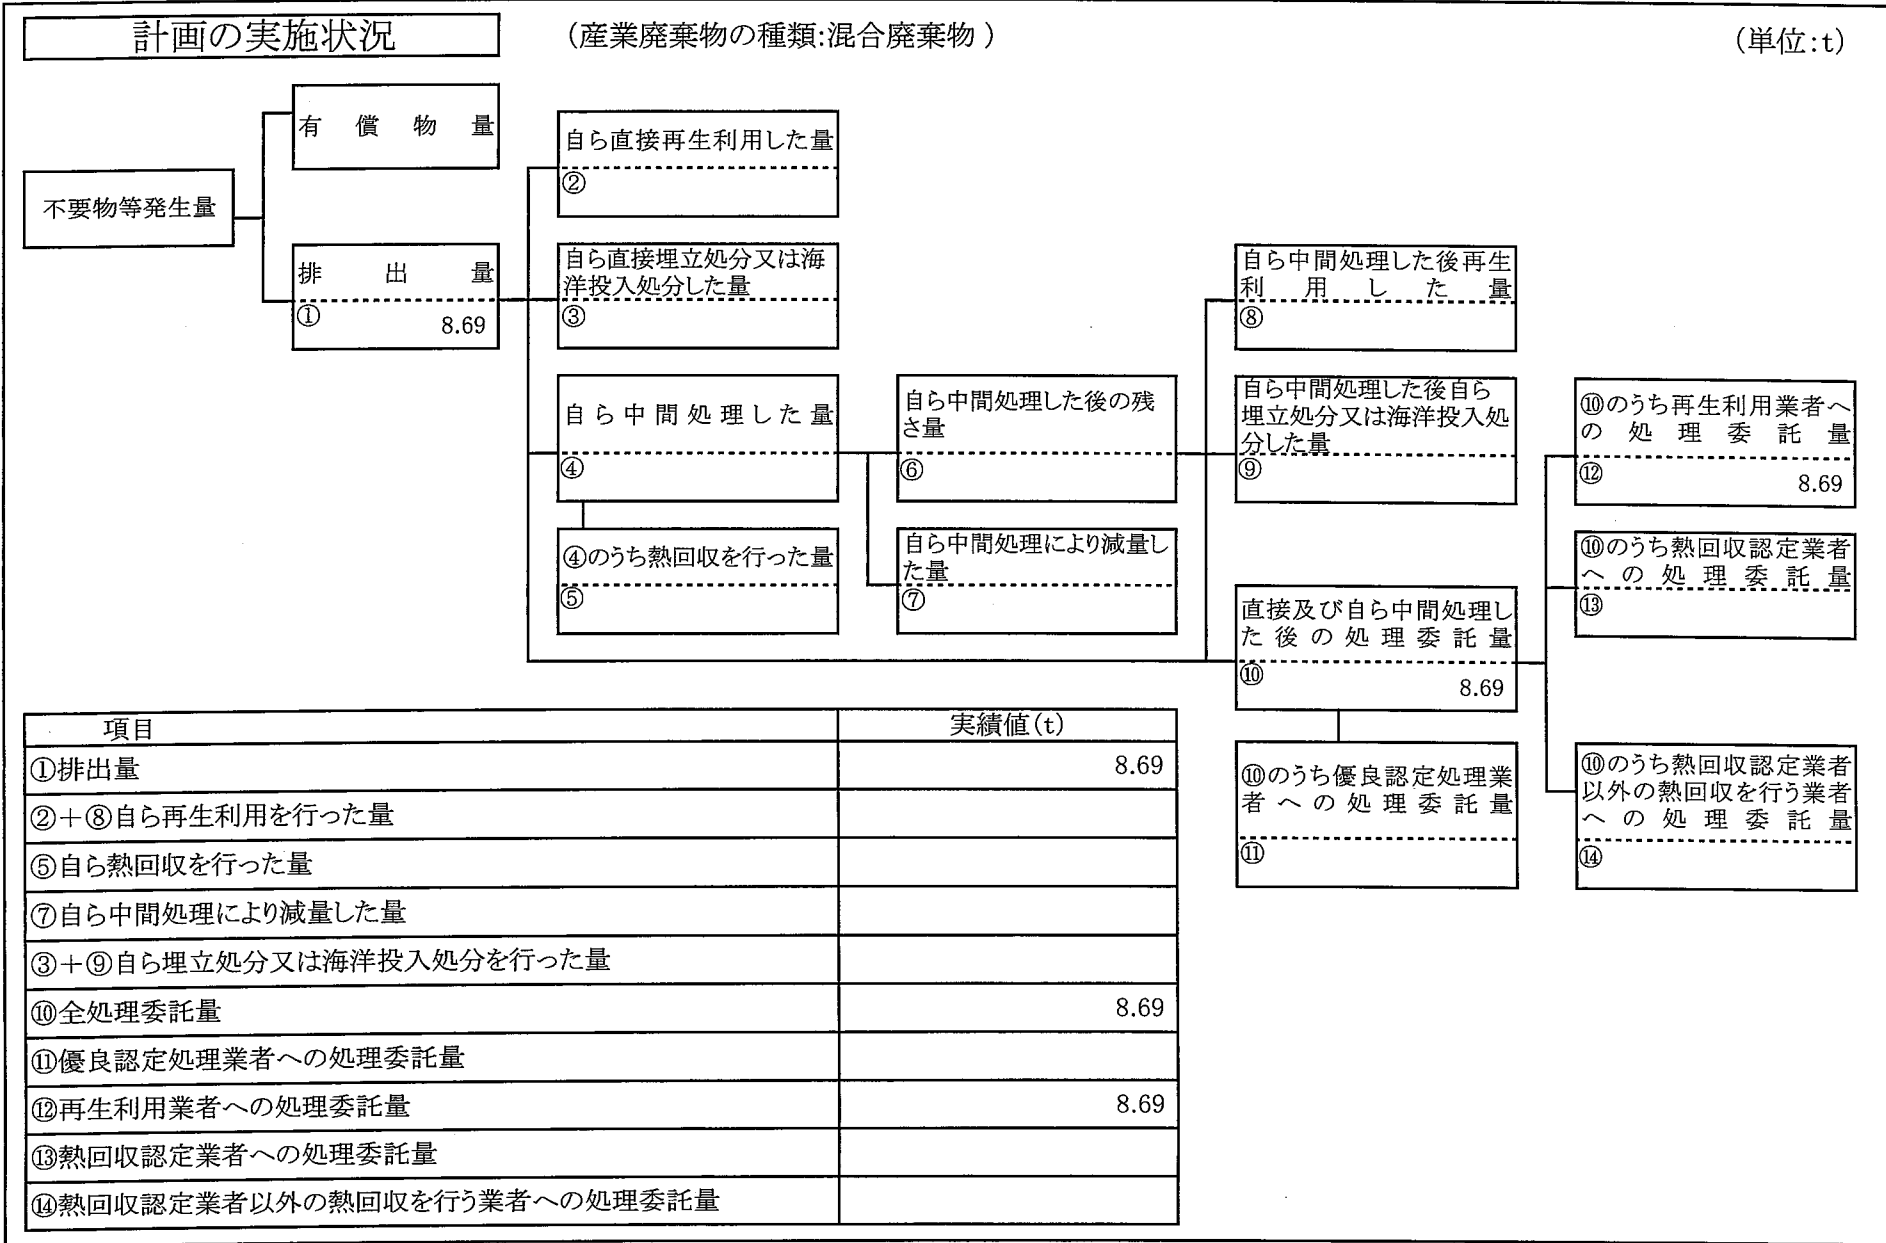 計画の実施状況
(産業廃棄物の種類:混合廃棄物 )
(単位:t)
有償物量
不要物等発生量
排出量
①
8.69
自ら直接再生利用した量
②
自ら直接埋立処分又は海
洋投入処分した量
③
自ら中間処理した量
④
④のうち熱回収を行った量
⑤
自ら中間処理した後の残
さ量
⑥
自ら中間処理により減量し
た量
⑦
自ら中間処理した後再生
利用した量
⑧
自ら中間処理した後自ら
埋立処分又は海洋投入処
分した量
⑨
直接及び自ら中間処理し
た後の処理委託量
⑩
8.69
⑩のうち優良認定処理業
者への処理委託量
⑪
⑩のうち再生利用業者へ
の処理委託量
⑫
8.69
⑩のうち熱回収認定業者
への処理委託量
⑬
⑩のうち熱回収認定業者
以外の熱回収を行う業者
への処理委託量
⑭
項目 実績値(t)
①排出量 8.69
②+⑧自ら再生利用を行った量
⑤自ら熱回収を行った量
⑦自ら中間処理により減量した量
③+⑨自ら埋立処分又は海洋投入処分を行った量
⑩全処理委託量 8.69
⑪優良認定処理業者への処理委託量
⑫再生利用業者への処理委託量 8.69
⑬熱回収認定業者への処理委託量
⑭熱回収認定業者以外の熱回収を行う業者への処理委託量